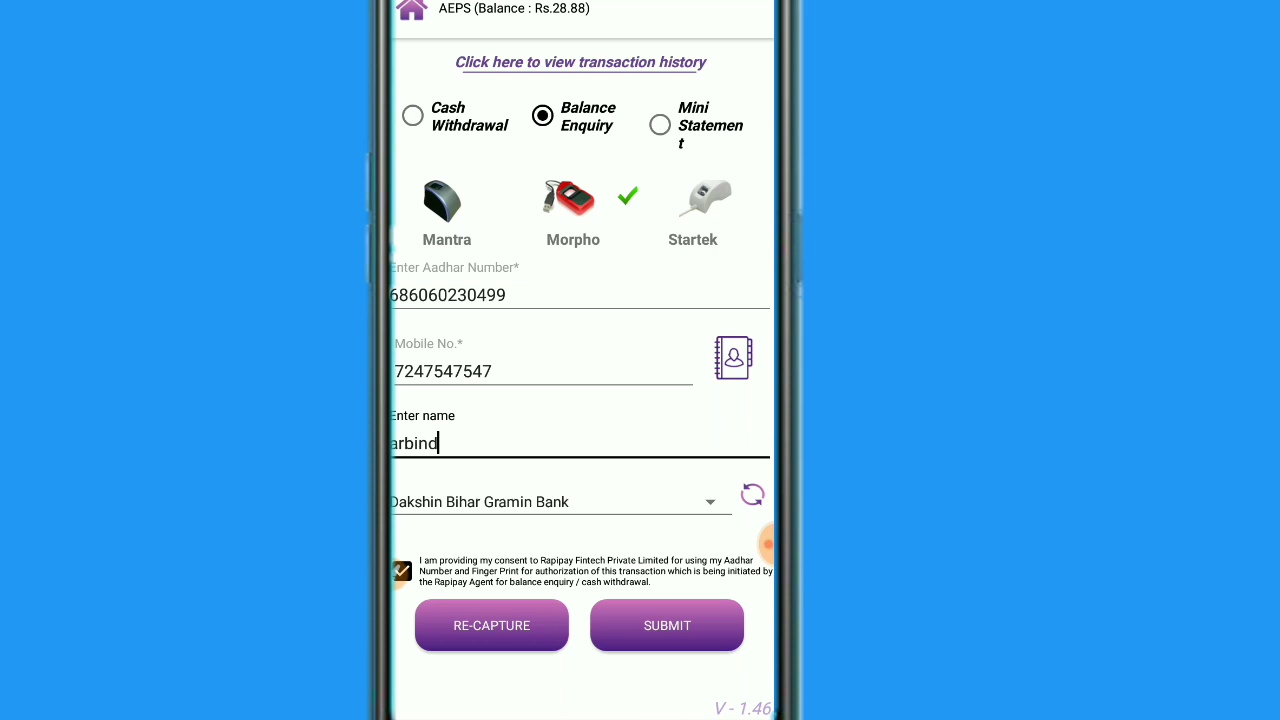 AEPS (Balance : Rs.28.88)
Click here to view transaction history
Cash
Withdrawal
Balance
Enquiry
Mini
Statemen
t
Mantra
Morpho
Startek
Enter Aadhar Number*
686060230499
Mobile No.*
7247547547
Enter name
arbind
Dakshin Bihar Gramin Bank
I am providing my consent to Rapipay Fintech Private Limited for using my Aadhar
Number and Finger Print for authorization of this transaction which is being initiated by
the Rapipay Agent for balance enquiry / cash withdrawal.
RE-CAPTURE
SUBMIT
V - 1.46